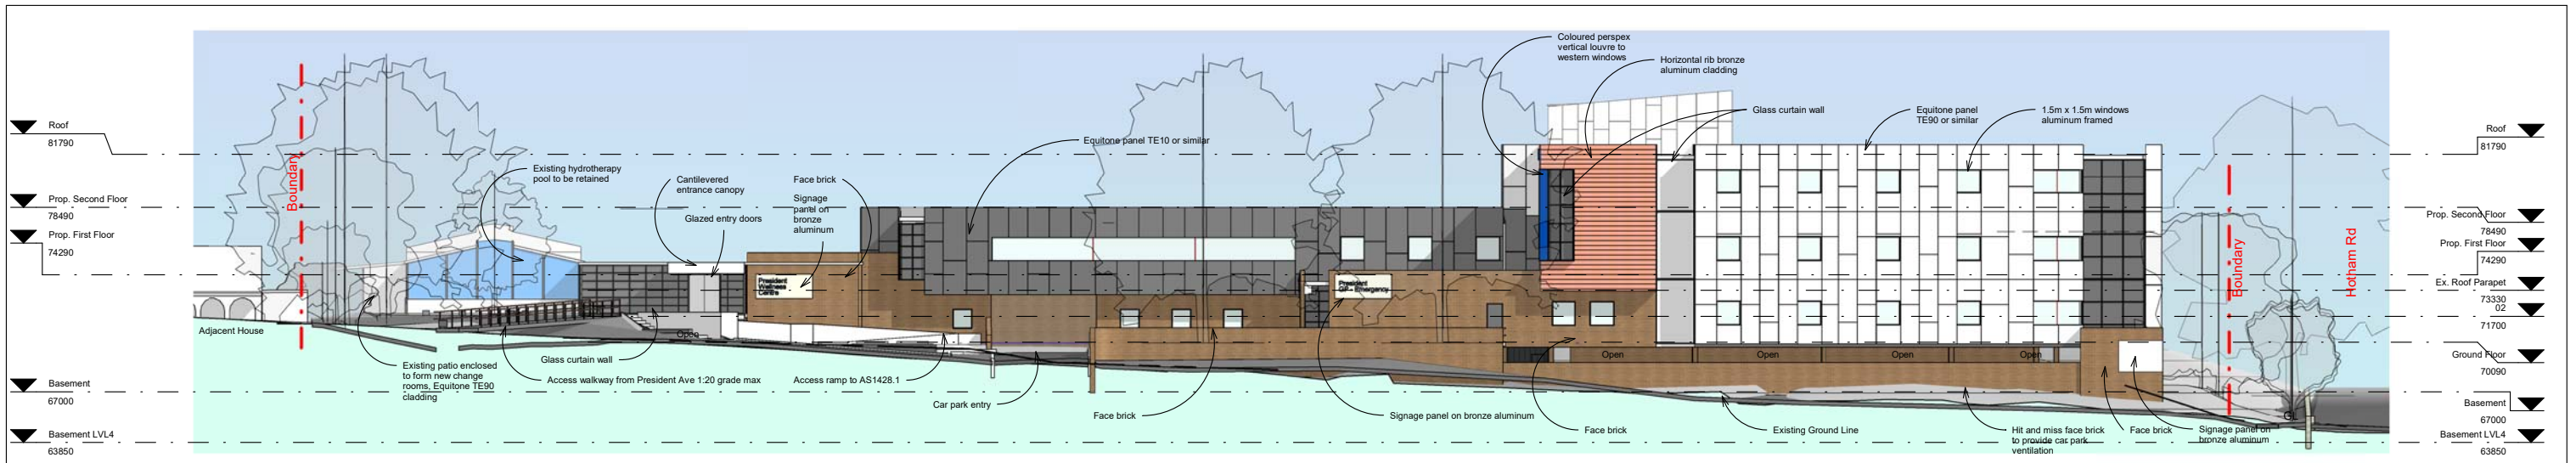 Roof
81790
Prop. Second Floor
78490
Prop. First Floor
74290
Basement
67000
Basement LVL4
63850
Boundary
Adjacent House
Existing hydrotherapy
pool to be retained
Cantilevered
entrance canopy
Glazed entry doors
Face brick
Signage
panel on
bronze
aluminum
President
Wellness
Centre
Open
Existing patio enclosed
to form new change
rooms, Equitone TE90
cladding
Glass curtain wall
Access walkway from President Ave 1:20 grade max
Access ramp to AS1428.1
Car park entry
Face brick
Equitone panel TE10 or similar
President
GP - Emergency
Signage panel on bronze aluminum
Coloured perspex
vertical louvre to
western windows
Horizontal rib bronze
aluminum cladding
Glass curtain wall
Equitone panel
TE90 or similar
1.5m x 1.5m windows
aluminum framed
Open
Open
Open
Open
Face brick
Existing Ground Line
Hit and miss face brick
to provide car park
ventilation
Face brick
Signage panel on
bronze aluminum
GL
Boundary
Hotham Rd
Roof
81790
Prop. Second Floor
78490
Prop. First Floor
74290
Ex. Roof Parapet
73330
02
71700
Ground Floor
70090
Basement
67000
Basement LVL4
63850